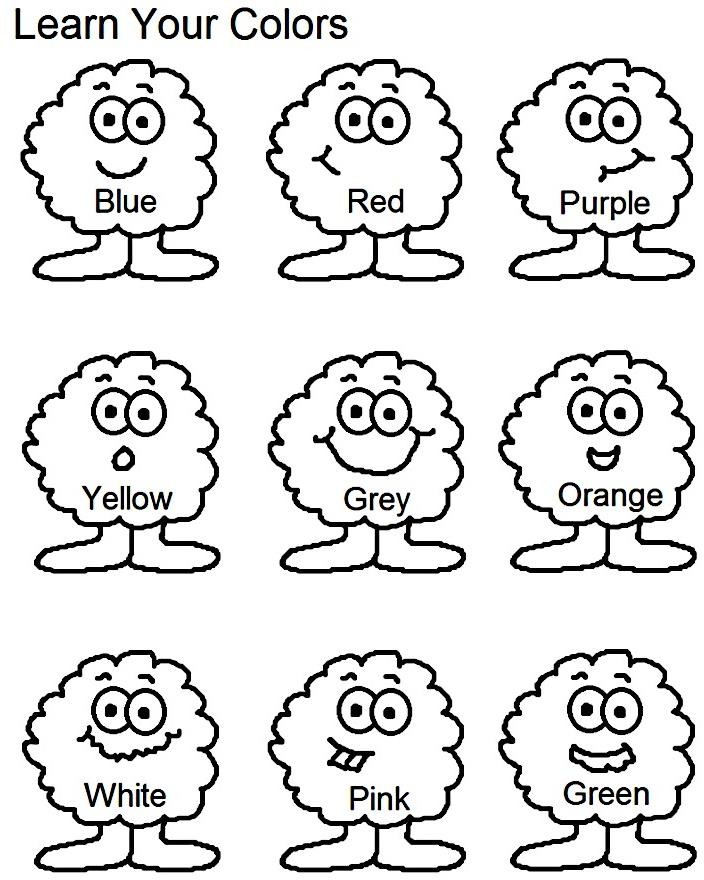 Learn Your Colors
Blue Red Purple
Yellow Grey Orange
White Pink Green